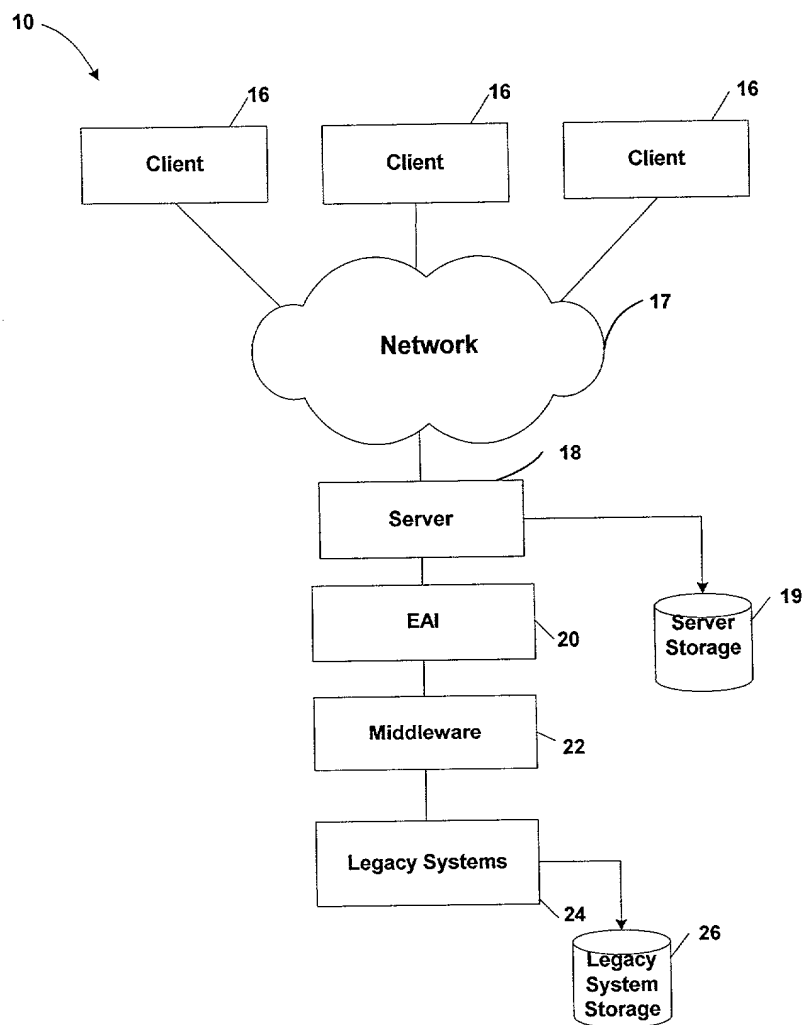 10
16
16
16
Client
Client
Client
17
Network
18
Server
19
Server
Storage
EAI
20
Middleware
22
Legacy Systems
24
26
Legacy
System
Storage